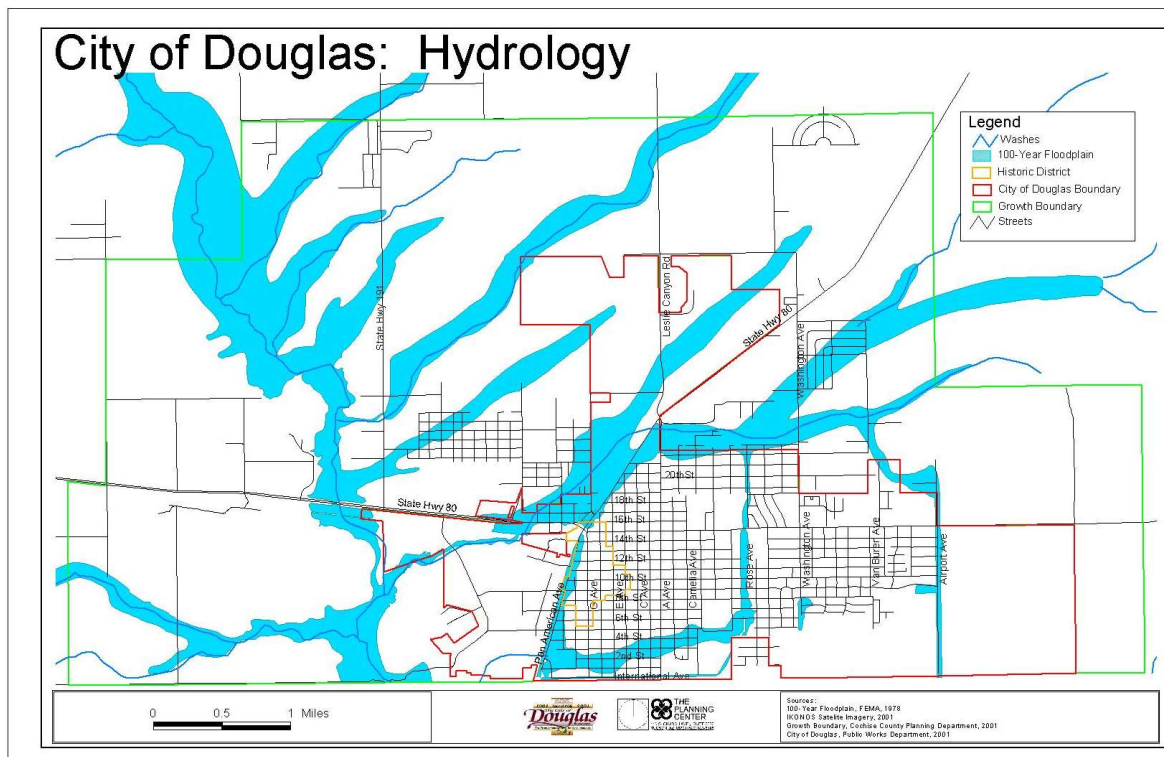 City of Douglas: Hydrology
Legend
Washes
100-Year Floodplain
Historic District
City of Douglas Boundary
Growth Boundary
Streets
State Hwy 191
Leslie Canyon Rd
State Hwy 80
Washington Ave
State Hwy 80
20th St
18th St
16th St
14th St
12th St
10th St
8th St
6th St
4th St
2nd St
International Ave
Pan American Ave
G Ave
E Ave
C Ave
A Ave
Camelia Ave
Rose Ave
Washington Ave
Van Buren Ave
Airport Ave
0 0.5 1 Miles
Douglas
THE
PLANNING
CENTER
Sources:
100-Year Floodplain, FEMA, 1978
IKONOS Satelite Imagery, 2001
Growth Boundary, Cochise County Planning Department, 2001
City of Douglas, Public Works Department, 2001